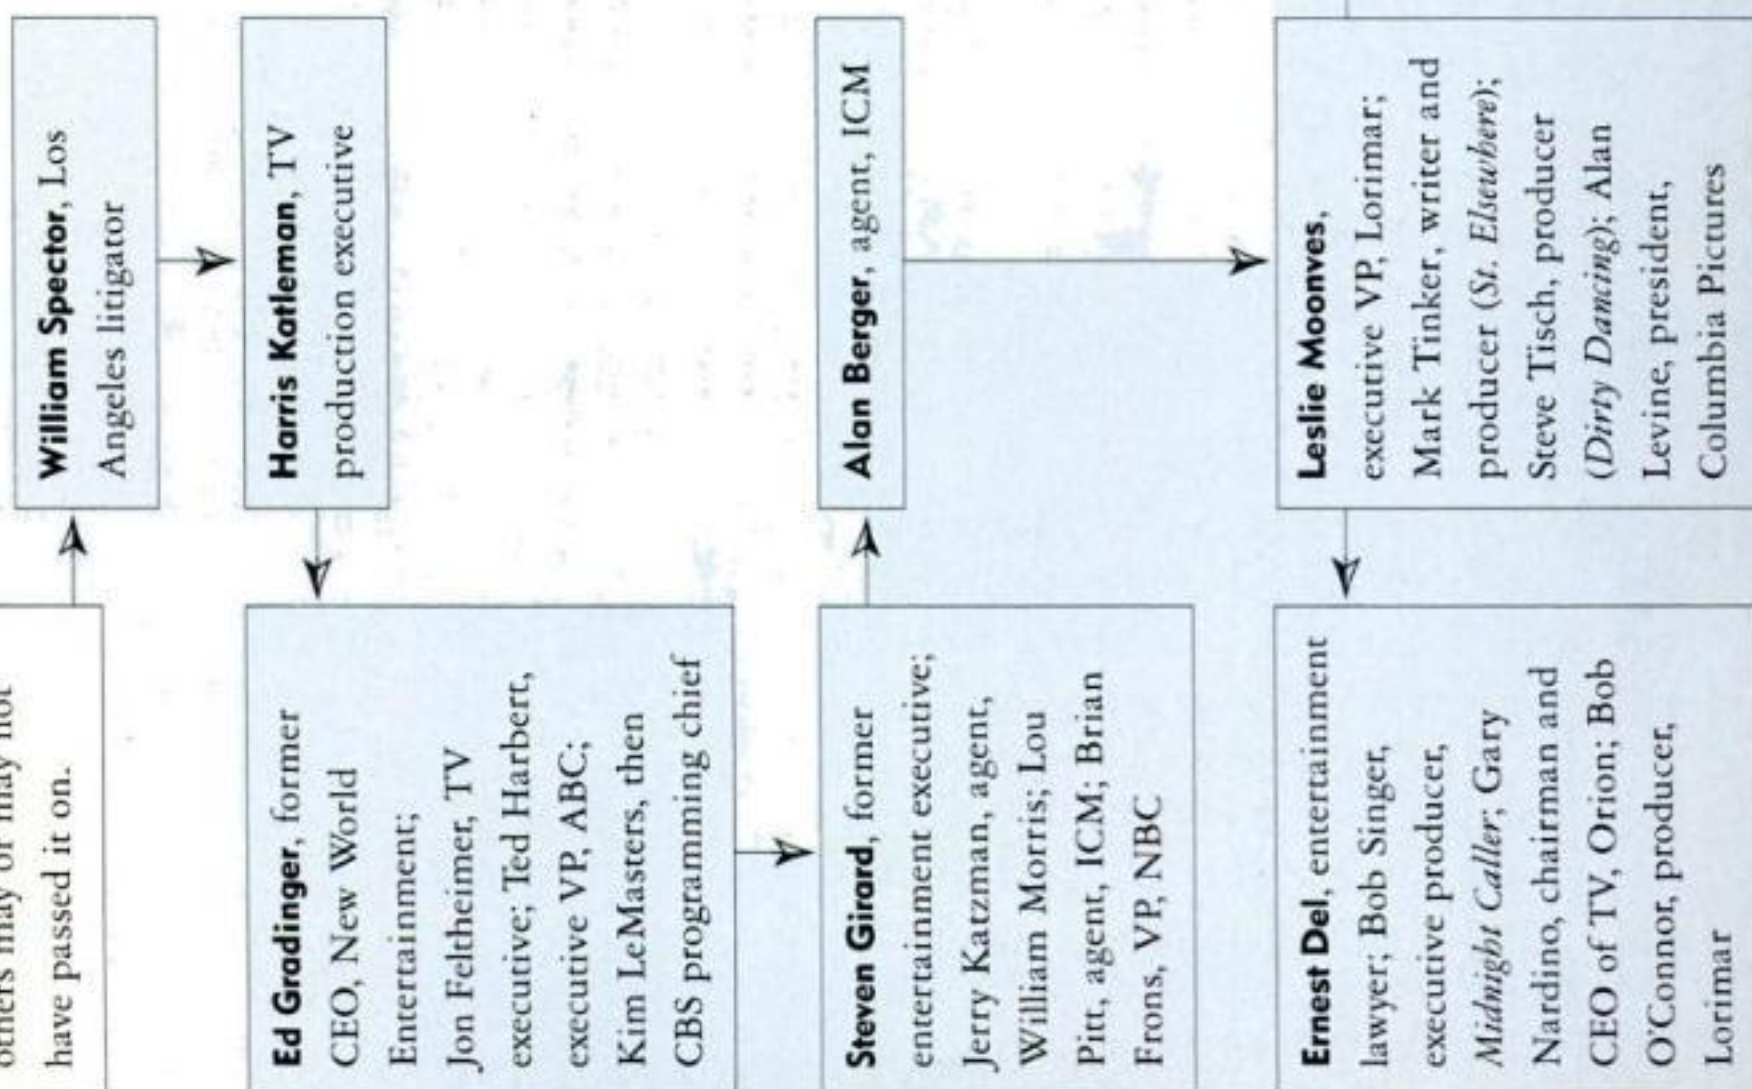 others may or may not
have passed it on.
William Spector, Los
Angeles litigator
Harris Katleman, TV
production executive
Ed Gradinger, former
CEO, New World
Entertainment;
Jon Feltheimer, TV
executive; Ted Harbert,
executive VP, ABC;
Kim LeMasters, then
CBS programming chief
Steven Girard, former
entertainment executive;
Jerry Katzman, agent,
William Morris; Lou
Pitt, agent, ICM; Brian
Frons, VP, NBC
Alan Berger, agent, ICM
Leslie Moonves,
executive VP, Lorimar;
Mark Tinker, writer and
producer (St. Elsewhere);
Steve Tisch, producer
(Dirty Dancing); Alan
Levine, president,
Columbia Pictures
Ernest Del, entertainment
lawyer; Bob Singer,
executive producer,
Midnight Caller; Gary
Nardino, chairman and
CEO of TV, Orion; Bob
O'Connor, producer,
Lorimar